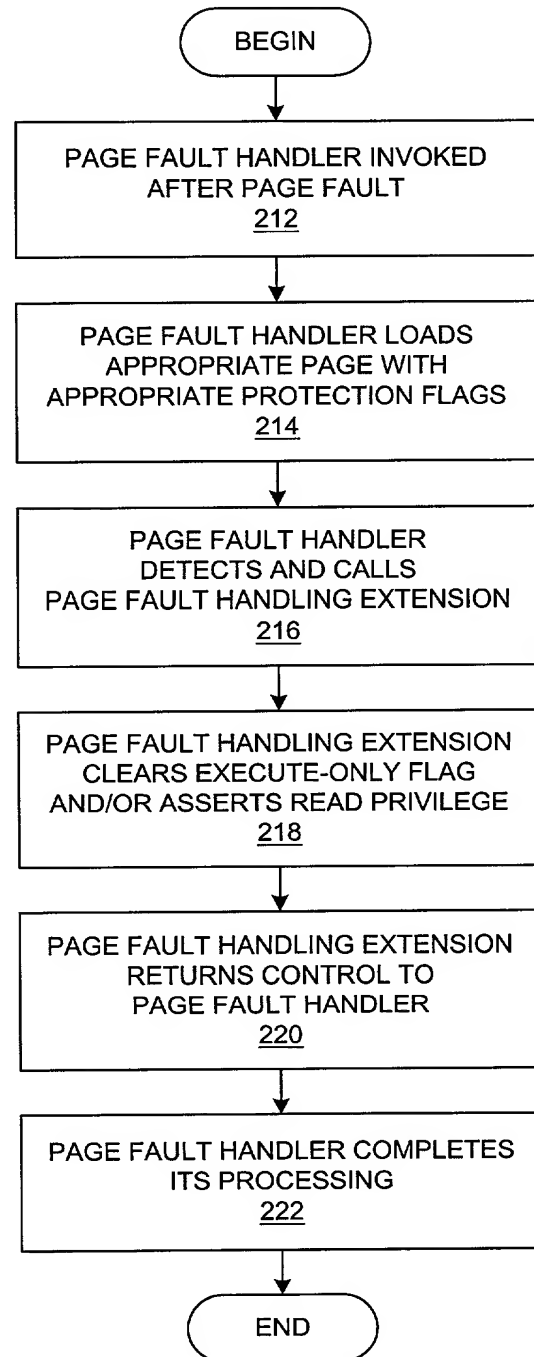 BEGIN
PAGE FAULT HANDLER INVOKED
AFTER PAGE FAULT
212
PAGE FAULT HANDLER LOADS
APPROPRIATE PAGE WITH
APPROPRIATE PROTECTION FLAGS
214
PAGE FAULT HANDLER
DETECTS AND CALLS
PAGE FAULT HANDLING EXTENSION
216
PAGE FAULT HANDLING EXTENSION
CLEARS EXECUTE-ONLY FLAG
AND/OR ASSERTS READ PRIVILEGE
218
PAGE FAULT HANDLING EXTENSION
RETURNS CONTROL TO
PAGE FAULT HANDLER
220
PAGE FAULT HANDLER COMPLETES
ITS PROCESSING
222
END